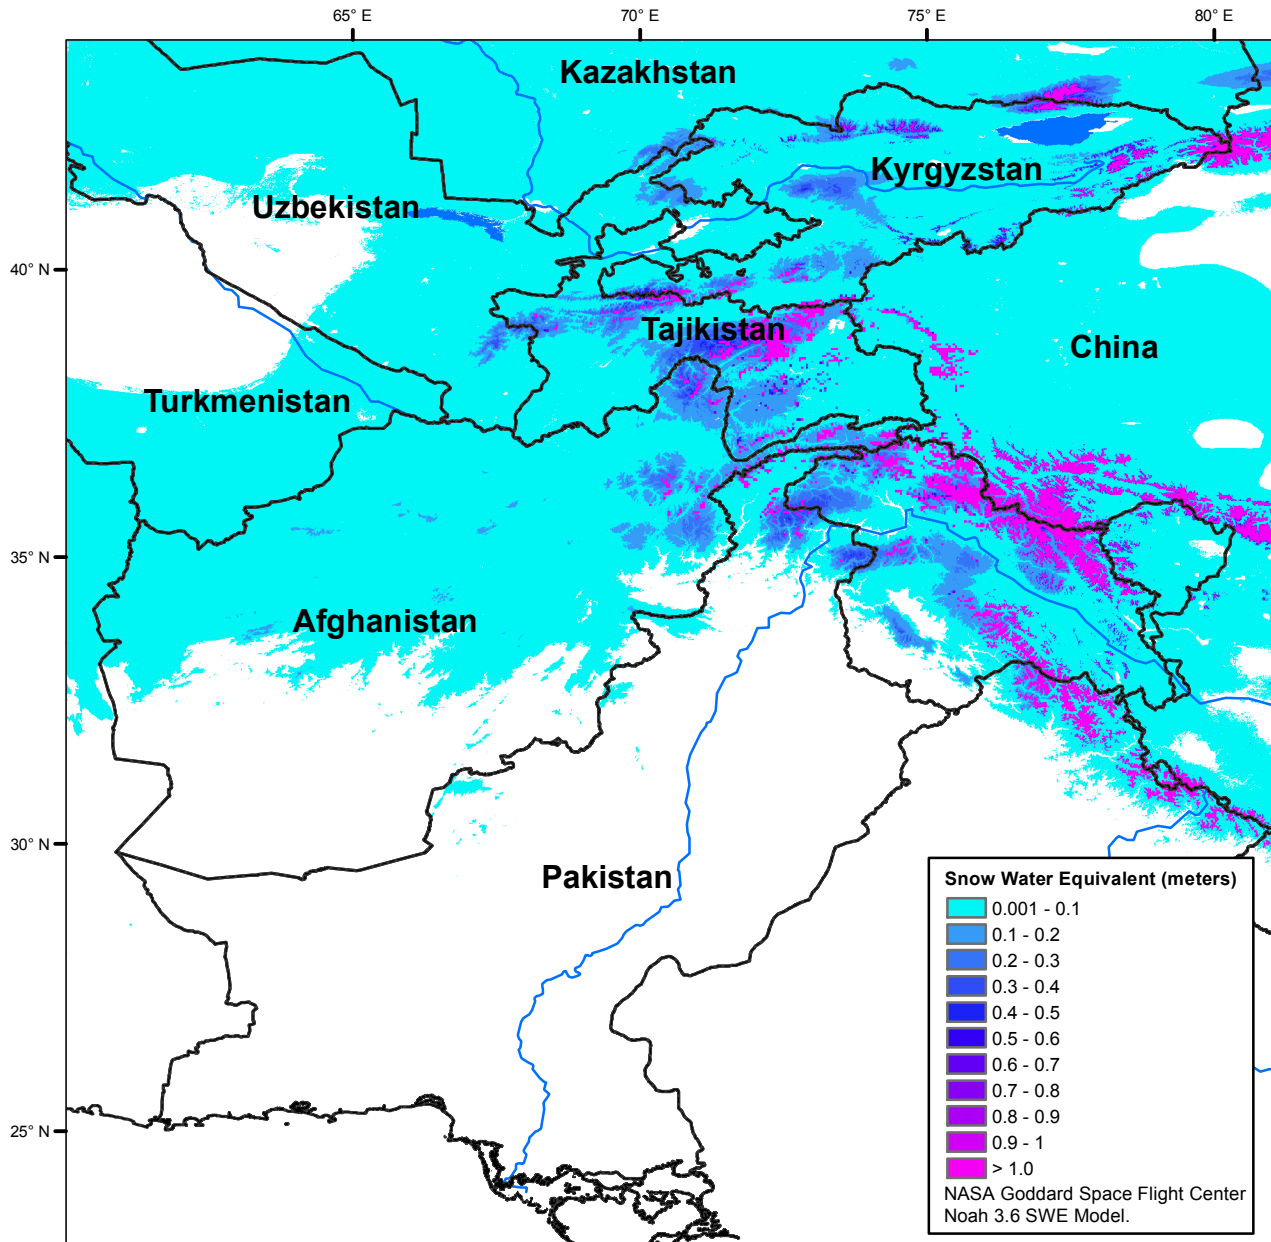 65° E
70° E
75° E
80° E
Kazakhstan
Kyrgyzstan
Uzbekistan
40° N
Tajikistan
China
Turkmenistan
35° N
Afghanistan
30° N
Pakistan
25° N
Snow Water Equivalent (meters)
0.001 - 0.1
0.1 - 0.2
0.2 - 0.3
0.3 - 0.4
0.4 - 0.5
0.5 - 0.6
0.6 - 0.7
0.7 - 0.8
0.8 - 0.9
0.9 - 1
> 1.0
NASA Goddard Space Flight Center
Noah 3.6 SWE Model.